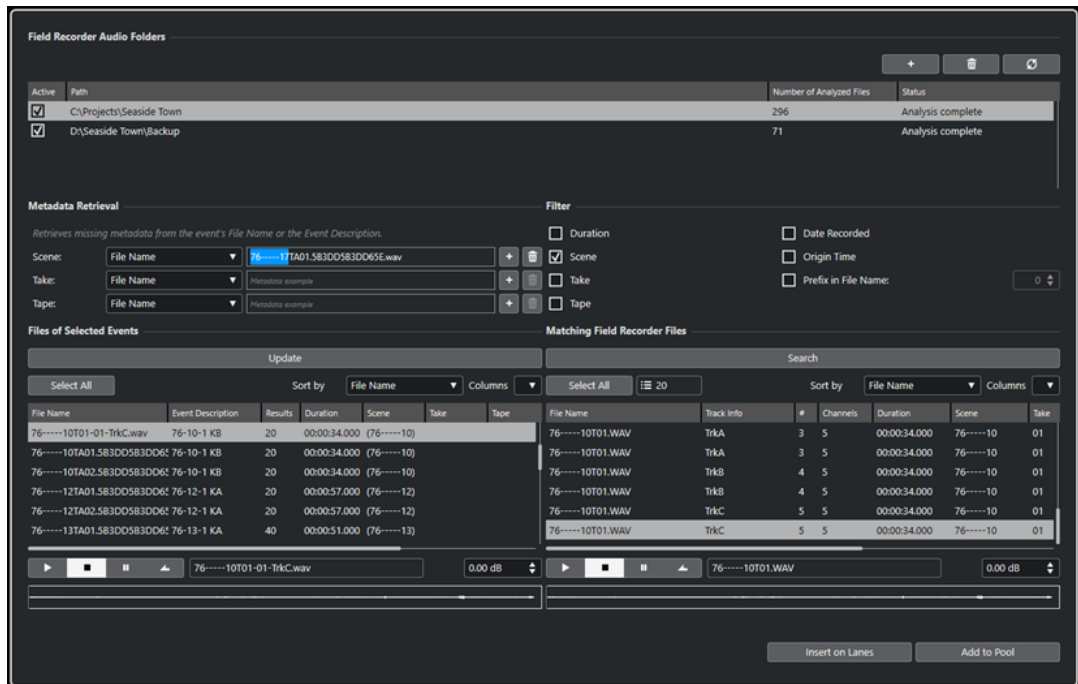 Field Recorder Audio Folders
Active Path Number of Analyzed Files Status
C:\Projects\Seaside Town 296 Analysis complete
D:\Seaside Town\Backup 71 Analysis complete
Metadata Retrieval
Retrieves missing metadata from the event's File Name or the Event Description.
Scene: File Name 76-----17TA01.5B3DD5B3DD65E.wav
Take: File Name Metadata example
Tape: File Name Metadata example
Filter
Duration Date Recorded
Scene Origin Time
Take Prefix in File Name: 0
Tape
Files of Selected Events
Update
Select All Sort by File Name Columns
File Name Event Description Results Duration Scene Take Tape
76-----10T01-01-TrkC.wav 76-10-1 KB 20 00:00:34.000 (76-----10)
76-----10TA01.5B3DD5B3DD6 76-10-1 KB 20 00:00:34.000 (76-----10)
76-----10TA02.5B3DD5B3DD6 76-10-1 KB 20 00:00:34.000 (76-----10)
76-----12TA01.5B3DD5B3DD6 76-12-1 KA 20 00:00:57.000 (76-----12)
76-----12TA02.5B3DD5B3DD6 76-12-1 KA 20 00:00:57.000 (76-----12)
76-----13TA01.5B3DD5B3DD6 76-13-1 KA 40 00:00:51.000 (76-----13)
76-----10T01-01-TrkC.wav 0.00 dB
Matching Field Recorder Files
Search
Select All 20 Sort by File Name Columns
File Name Track Info # Channels Duration Scene Take
76-----10T01.WAV TrkA 3 5 00:00:34.000 76-----10 01
76-----10T01.WAV TrkA 3 5 00:00:34.000 76-----10 01
76-----10T01.WAV TrkB 4 5 00:00:34.000 76-----10 01
76-----10T01.WAV TrkB 4 5 00:00:34.000 76-----10 01
76-----10T01.WAV TrkC 5 5 00:00:34.000 76-----10 01
76-----10T01.WAV TrkC 5 5 00:00:34.000 76-----10 01
76-----10T01.WAV 0.00 dB
Insert on Lanes Add to Pool